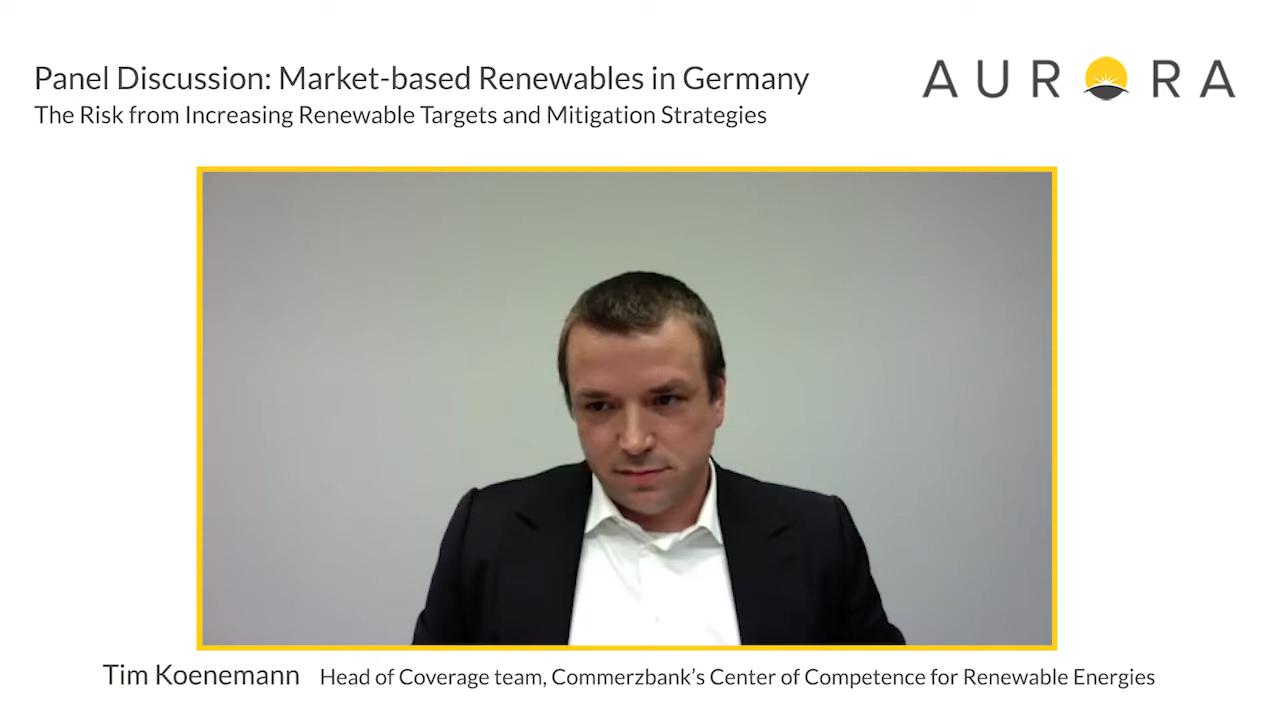 Panel Discussion: Market-based Renewables in Germany
The Risk from Increasing Renewable Targets and Mitigation Strategies
AURORA
Tim Koenemann Head of Coverage team, Commerzbank's Center of Competence for Renewable Energies